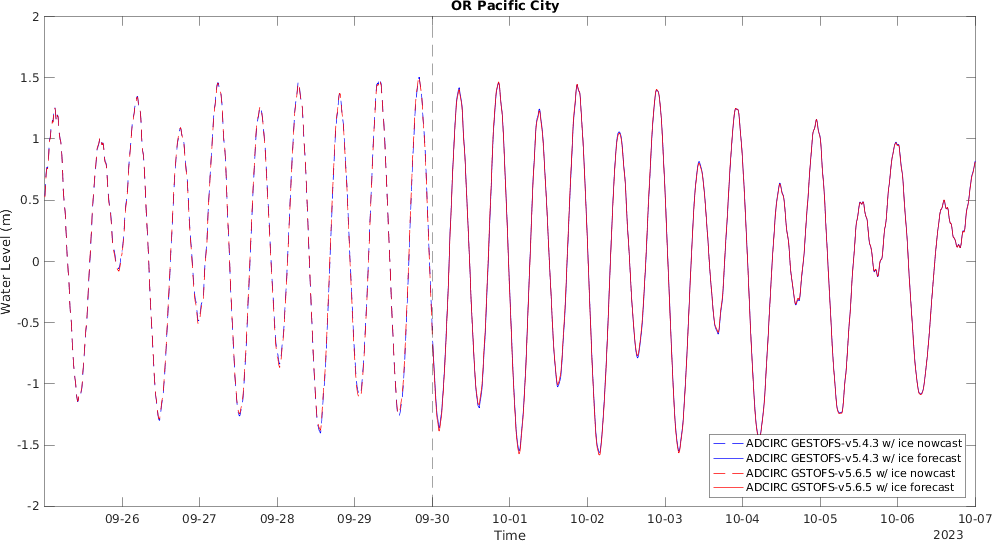 OR Pacific City
2
1.5
1
0.5
0
-0.5
-1
-1.5
-2
Water Level (m)
ADCIRC GESTOFS-v5.4.3 w/ ice nowcast
ADCIRC GESTOFS-v5.4.3 w/ ice forecast
ADCIRC GSTOFS-v5.6.5 w/ ice nowcast
ADCIRC GSTOFS-v5.6.5 w/ ice forecast
09-26 09-27 09-28 09-29 09-30 10-01 10-02 10-03 10-04 10-05 10-06 10-07
Time
2023